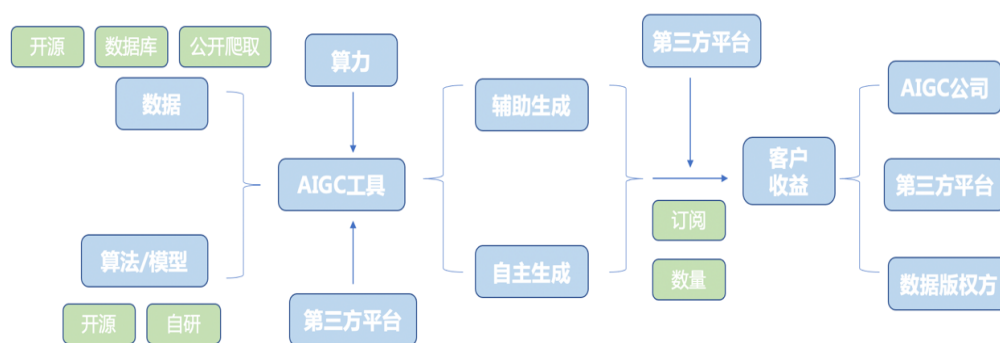 开源
数据库
公开爬取
数据
算法/模型
开源
自研
算力
AIGC工具
第三方平台
辅助生成
自主生成
第三方平台
订阅
数量
客户
收益
AIGC公司
第三方平台
数据版权方